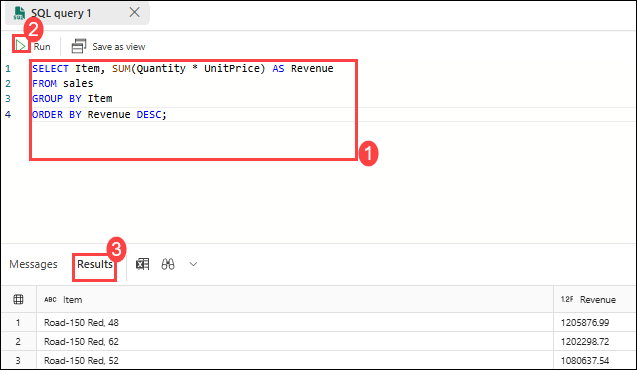 SQL query 1
2
Run Save as view
1 SELECT Item, SUM(Quantity * UnitPrice) AS Revenue
2 FROM sales
3 GROUP BY Item
4 ORDER BY Revenue DESC;
1
3
Messages Results
ABC Item 1.2F Revenue
1 Road-150 Red, 48 1205876.99
2 Road-150 Red, 62 1202298.72
3 Road-150 Red, 52 1080637.54